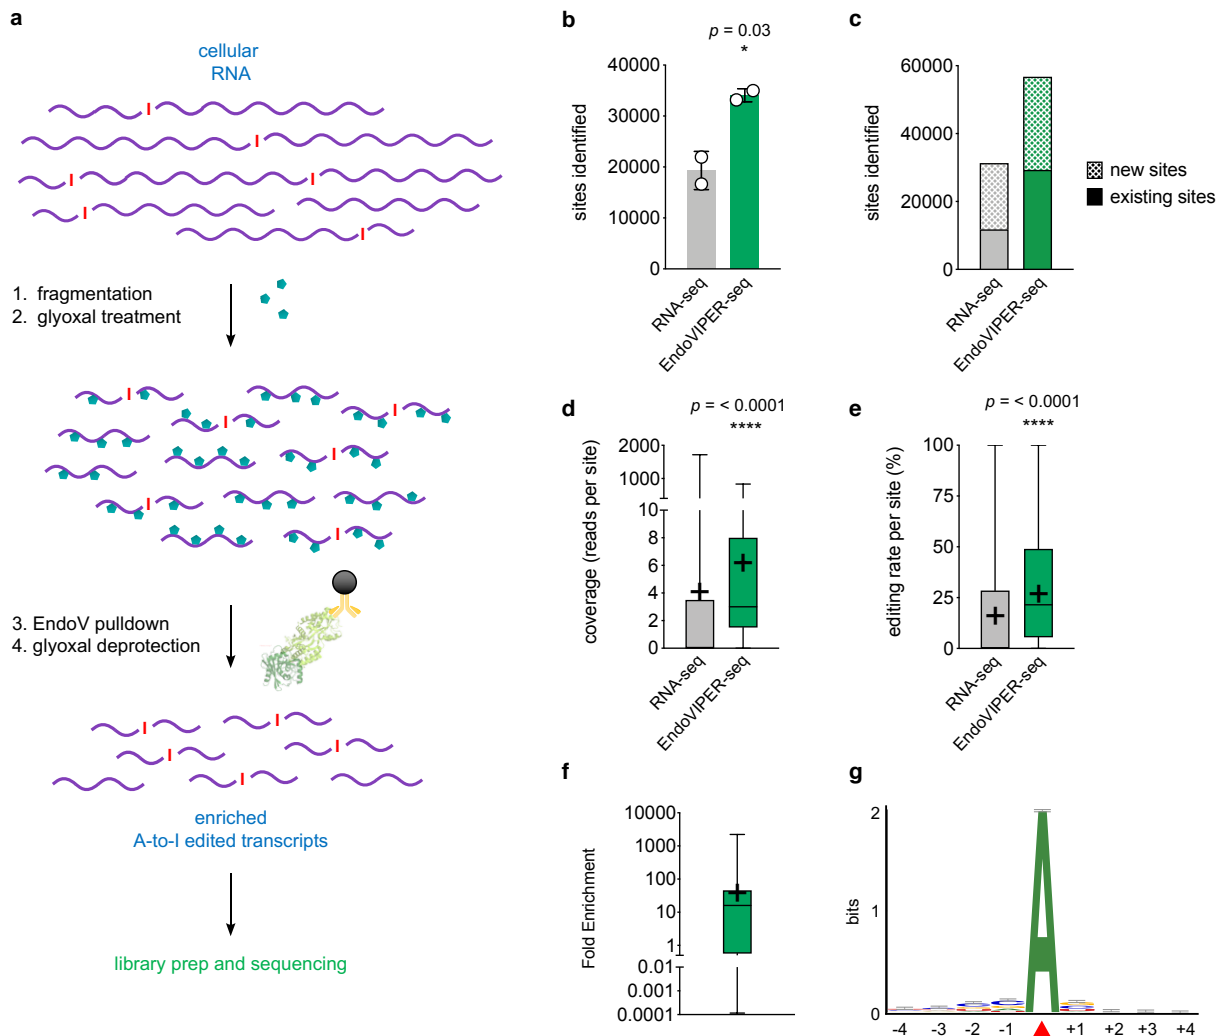 a
cellular
RNA
1. fragmentation
2. glyoxal treatment
3. EndoV pulldown
4. glyoxal deprotection
enriched
A-to-I edited transcripts
library prep and sequencing
b
p = 0.03
*
40000
30000
20000
10000
0
sites identified
RNA-seq
EndoVIPER-seq
c
60000
40000
20000
0
sites identified
RNA-seq
EndoVIPER-seq
new sites
existing sites
d
p = < 0.0001
****
2000
1000
10
8
6
4
2
0
coverage (reads per site)
RNA-seq
EndoVIPER-seq
e
p = < 0.0001
****
100
75
50
25
0
editing rate per site (%)
RNA-seq
EndoVIPER-seq
f
10000
1000
100
10
1
0.01
0.001
0.0001
Fold Enrichment
g
2
1
0
bits
A
-4 -3 -2 -1 +1 +2 +3 +4